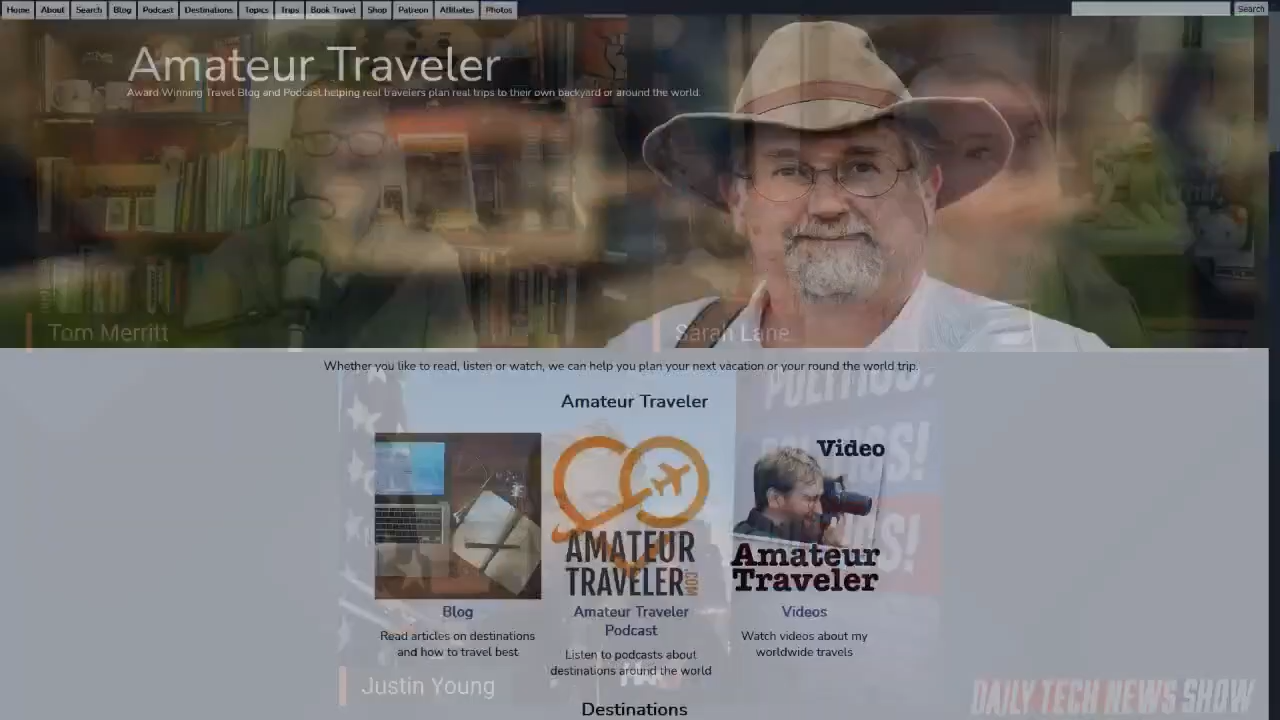 Home About Search Blog Podcast Destinations Topics Trips Book Travel Shop Patreon Affiliates Photos Search
Amateur Traveler
Award Winning Travel Blog and Podcast helping real travelers plan real trips to their own backyard or around the world.
Tom Merritt
Sarah Lane
Whether you like to read, listen or watch, we can help you plan your next vacation or your round the world trip.
POLITICS!
Amateur Traveler
Video
AMATEUR
TRAVELER.COM
Amateur
Traveler
Blog
Amateur Traveler
Podcast
Videos
Read articles on destinations
and how to travel best
Listen to podcasts about
destinations around the world
Watch videos about my
worldwide travels
Justin Young
DAILY TECH NEWS SHOW
Destinations